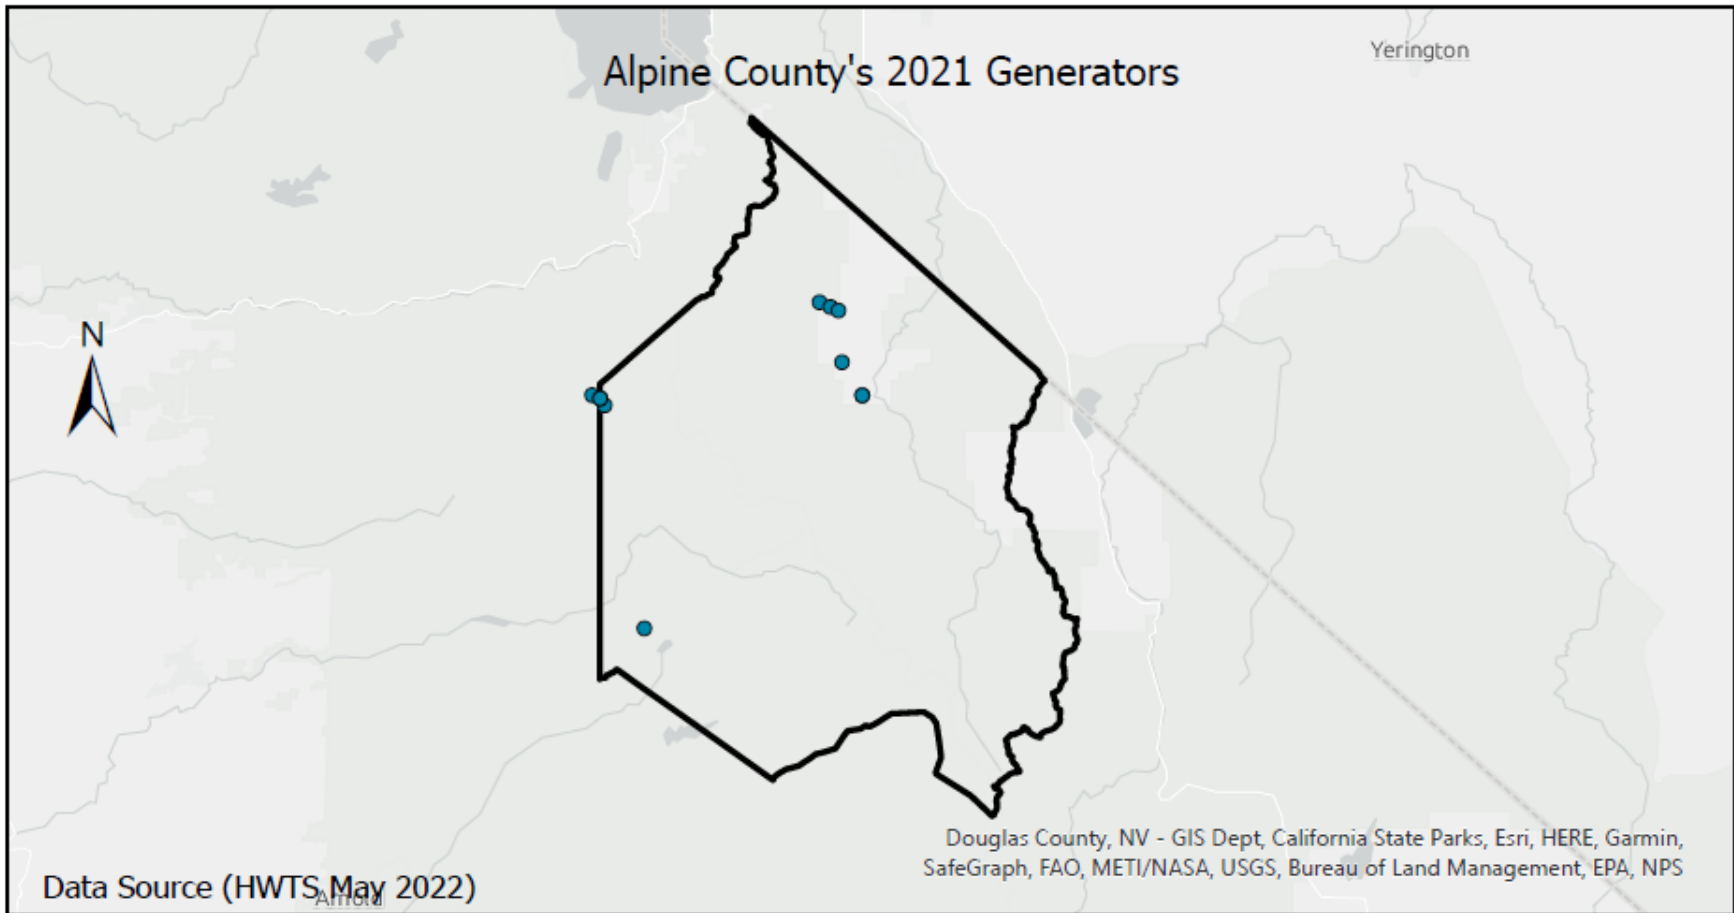 Alpine County's 2021 Generators
Yerington
N
Douglas County, NV - GIS Dept, California State Parks, Esri, HERE, Garmin,
SafeGraph, FAO, METI/NASA, USGS, Bureau of Land Management, EPA, NPS
Data Source (HWTS May 2022)
Arnold